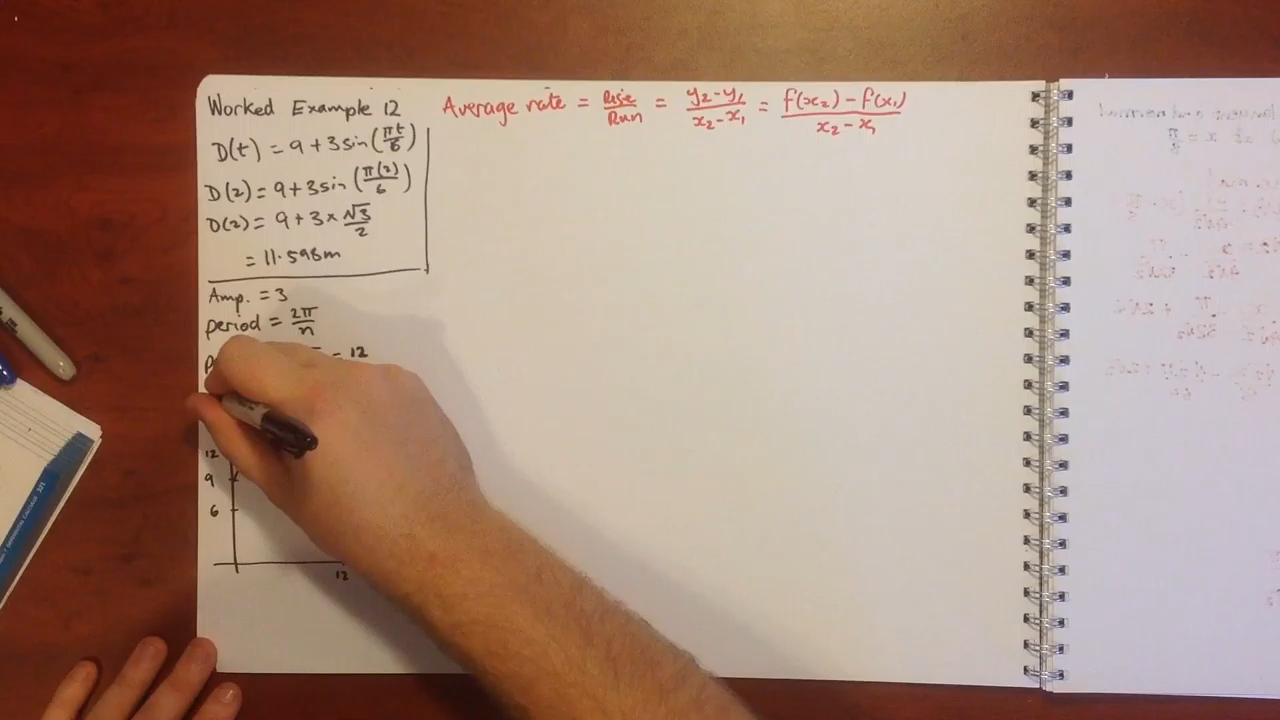 Worked Example 12
D(t) = 9 + 3sin(πt/6)
D(2) = 9 + 3sin(π(2)/6)
D(2) = 9 + 3 × √3/2
= 11.598m
Amp. = 3
period = 2π/n
= 12
12
9
6
12
Average rate = Rise/Run = y₂-y₁/x₂-x₁ = f(x₂) - f(x₁)/x₂ - x₁